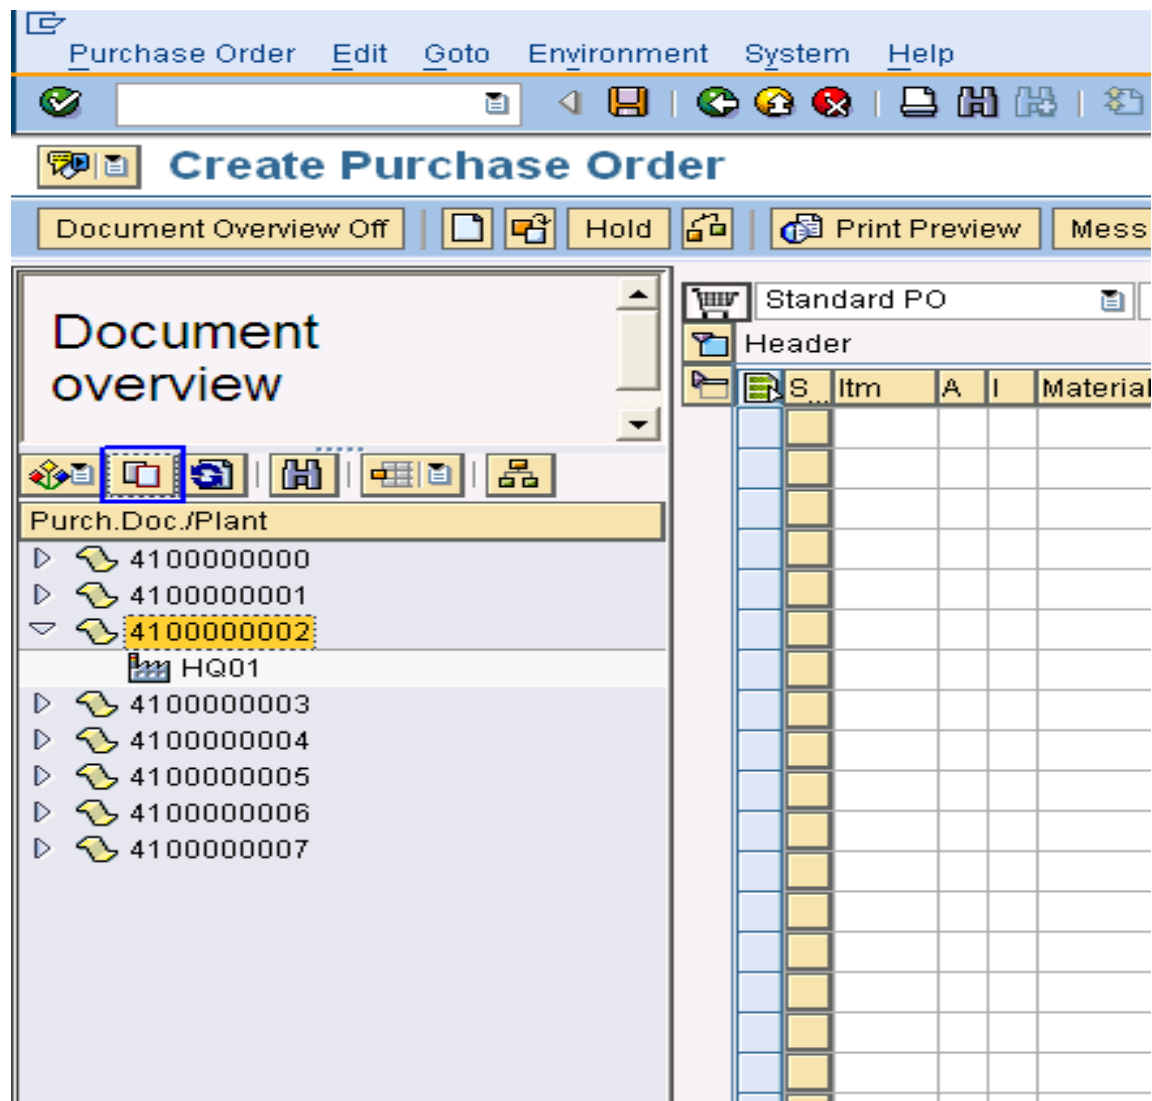 Purchase Order Edit Goto Environment System Help
Create Purchase Order
Document Overview Off Hold Print Preview Mess
Document
overview
Standard PO
Header
S... Itm A I Material
Purch.Doc./Plant
4100000000
4100000001
4100000002
HQ01
4100000003
4100000004
4100000005
4100000006
4100000007